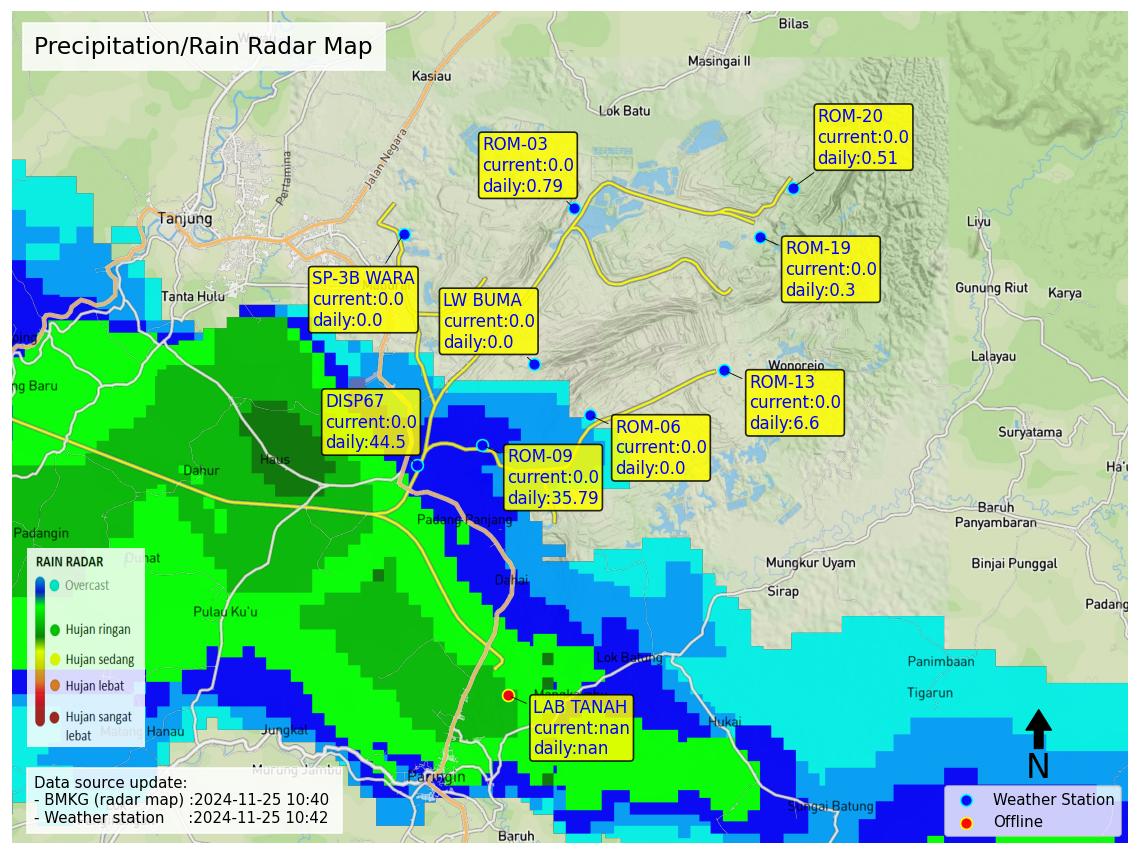 Precipitation/Rain Radar Map
Bilas
Masingai II
Kasiau
Lok Batu
Jalan Negara
Pertamina
Tanjung
Tanta Hulu
ROM-20
current:0.0
daily:0.51
ROM-03
current:0.0
daily:0.79
ROM-19
current:0.0
daily:0.3
Liyu
Gunung Riut
Karya
Lalayau
SP-3B WARA
current:0.0
daily:0.0
LW BUMA
current:0.0
daily:0.0
Wonorejo
ROM-13
current:0.0
daily:6.6
ng Baru
DISP67
current:0.0
daily:44.5
ROM-06
current:0.0
daily:0.0
ROM-09
current:0.0
daily:35.79
Suryatama
Haus
Dahur
Padangin
Padang Panjang
Baruh
Panyambaran
Mungkur Uyam
Binjai Punggal
Sirap
Padang
Dahai
Pulau Ku'u
RAIN RADAR
Overcast
Hujan ringan
Hujan sedang
Hujan lebat
Hujan sangat
lebat
Lok Batung
Panimbaan
Tigarun
LAB TANAH
current:nan
daily:nan
Hukai
Matang Hanau
Jungkal
Murung Jambu
Paringin
Sungai Batung
Baruh
Data source update:
- BMKG (radar map) :2024-11-25 10:40
- Weather station :2024-11-25 10:42
N
Weather Station
Offline